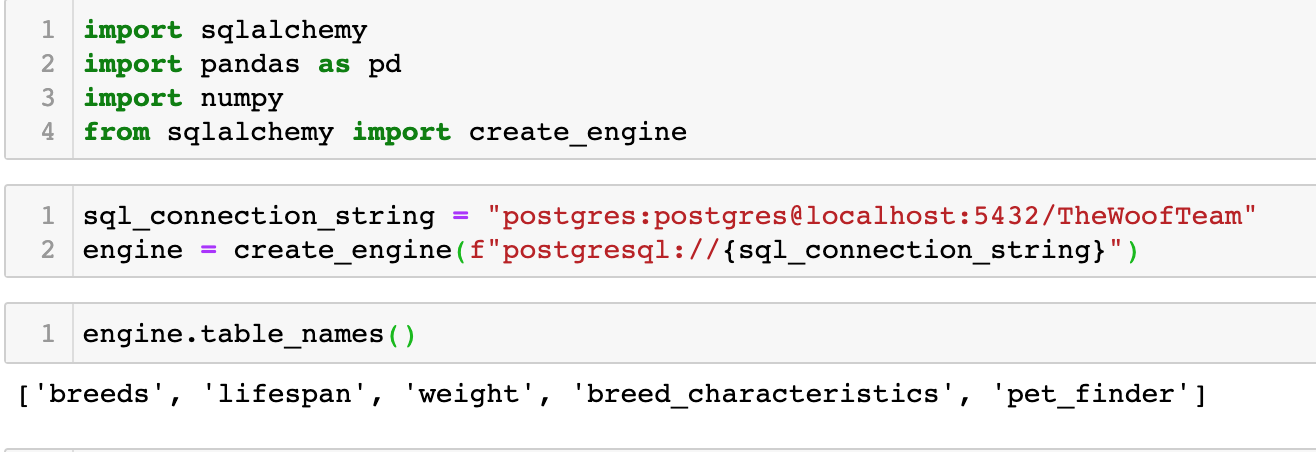 1 import sqlalchemy
2 import pandas as pd
3 import numpy
4 from sqlalchemy import create_engine
1 sql_connection_string = "postgres:postgres@localhost:5432/TheWoofTeam"
2 engine = create_engine(f"postgresql://{sql_connection_string}")
1 engine.table_names()
['breeds', 'lifespan', 'weight', 'breed_characteristics', 'pet_finder']